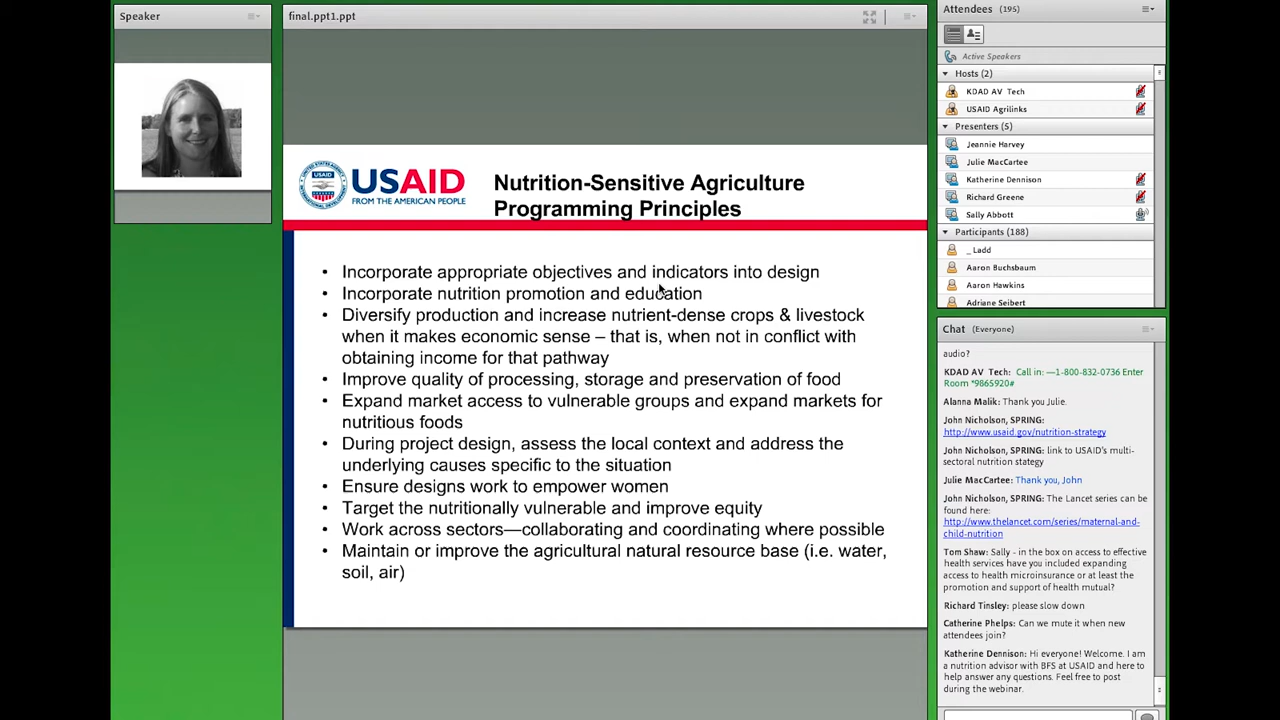 Speaker
final.ppt1.ppt
UNITED STATES AGENCY
INTERNATIONAL DEVELOPMENT
USAID
USAID
FROM THE AMERICAN PEOPLE
Nutrition-Sensitive Agriculture
Programming Principles
• Incorporate appropriate objectives and indicators into design
• Incorporate nutrition promotion and education
• Diversify production and increase nutrient-dense crops & livestock
when it makes economic sense – that is, when not in conflict with
obtaining income for that pathway
• Improve quality of processing, storage and preservation of food
• Expand market access to vulnerable groups and expand markets for
nutritious foods
• During project design, assess the local context and address the
underlying causes specific to the situation
• Ensure designs work to empower women
• Target the nutritionally vulnerable and improve equity
• Work across sectors—collaborating and coordinating where possible
• Maintain or improve the agricultural natural resource base (i.e. water,
soil, air)
Attendees (195)
Active Speakers
Hosts (2)
KDAD AV Tech
USAID Agrilinks
Presenters (5)
Jeannie Harvey
Julie MacCartee
Katherine Dennison
Richard Greene
Sally Abbott
Participants (188)
_ Ladd
Aaron Buchsbaum
Aaron Hawkins
Adriane Seibert
Chat (Everyone)
audio?
KDAD AV Tech: Call in: —1-800-832-0736 Enter
Room *9865920#
Alanna Malik: Thank you Julie.
John Nicholson, SPRING:
http://www.usaid.gov/nutrition-strategy
John Nicholson, SPRING: link to USAID's multi-
sectoral nutrition stategy
Julie MacCartee: Thank you, John
John Nicholson, SPRING: The Lancet series can be
found here:
http://www.thelancet.com/series/maternal-and-
child-nutrition
Tom Shaw: Sally - in the box on access to effective
health services have you included expanding
access to health microinsurance or at least the
promotion and support of health mutual?
Richard Tinsley: please slow down
Catherine Phelps: Can we mute it when new
attendees join?
Katherine Dennison: Hi everyone! Welcome. I am
a nutrition advisor with BFS at USAID and here to
help answer any questions. Feel free to post
during the webinar.